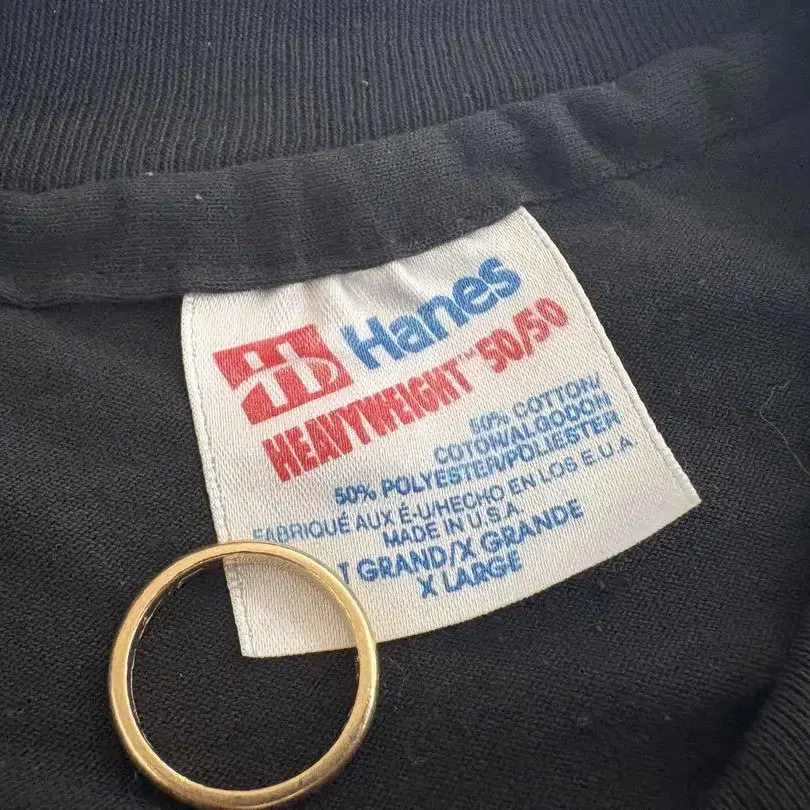 Hanes
HEAVYWEIGHT™ 50/50
50% COTTON/
COTON/ALGODON
50% POLYESTER/POLIESTER
FABRIQUÉ AUX É-U/HECHO EN LOS E.U.A.
MADE IN U.S.A.
T GRAND/X GRANDE
X LARGE